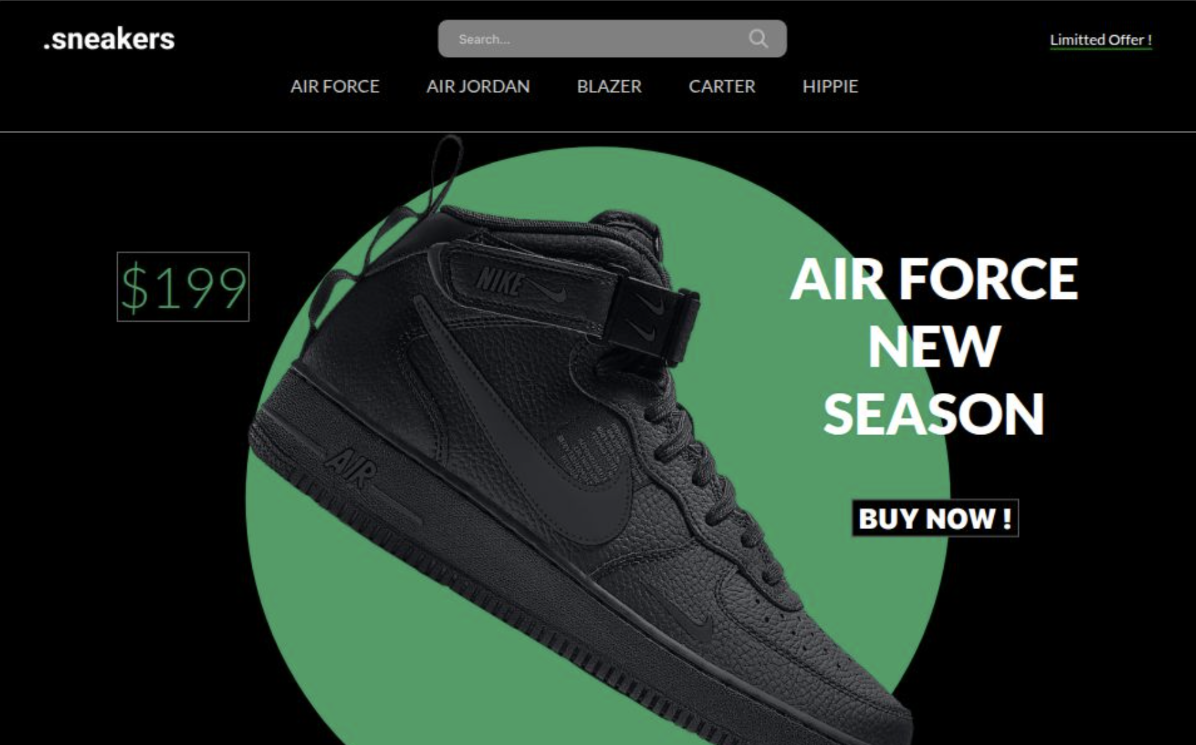 .sneakers
Search...
Limitted Offer !
AIR FORCE
AIR JORDAN
BLAZER
CARTER
HIPPIE
$199
NIKE
AIR
AIR FORCE
NEW
SEASON
BUY NOW !